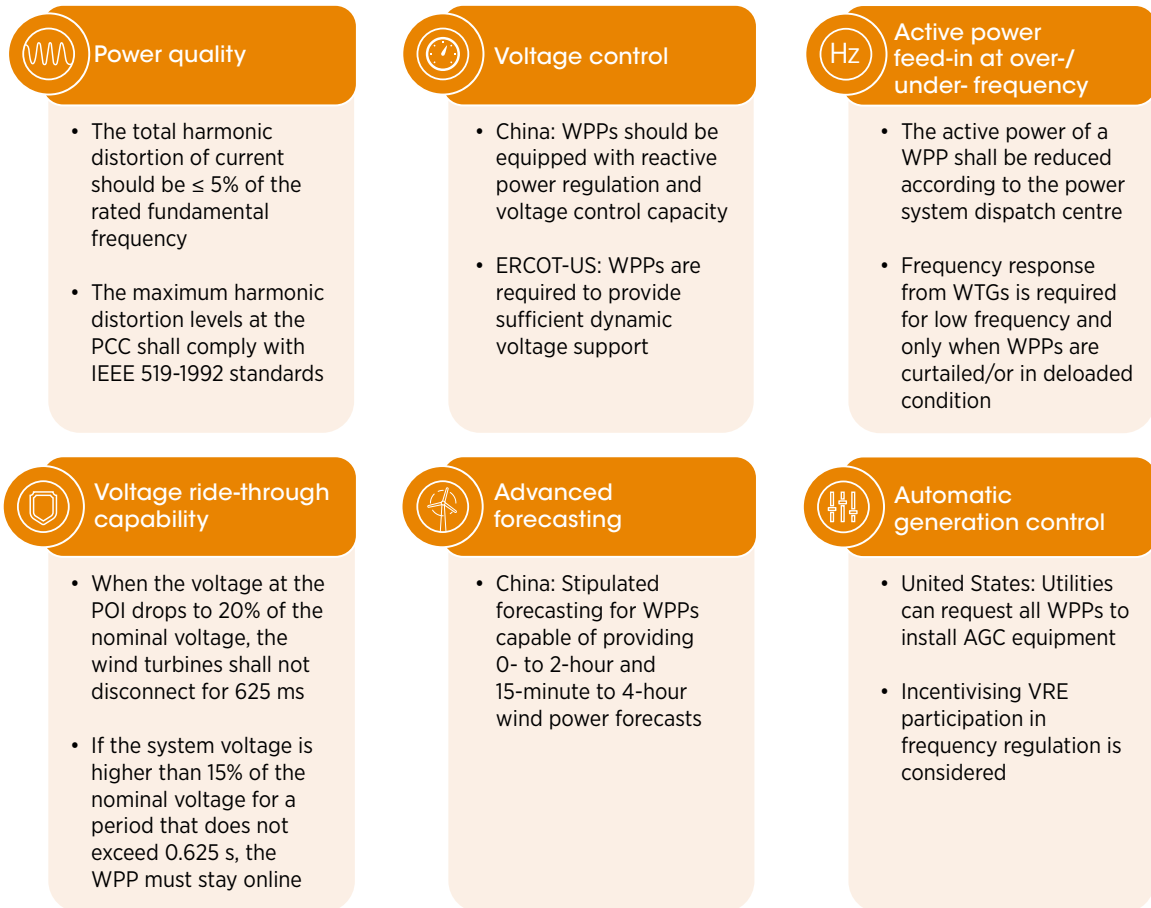 Power quality
• The total harmonic
distortion of current
should be ≤ 5% of the
rated fundamental
frequency
• The maximum harmonic
distortion levels at the
PCC shall comply with
IEEE 519-1992 standards
Voltage control
• China: WPPs should be
equipped with reactive
power regulation and
voltage control capacity
• ERCOT-US: WPPs are
required to provide
sufficient dynamic
voltage support
Hz
Active power
feed-in at over-/
under- frequency
• The active power of a
WPP shall be reduced
according to the power
system dispatch centre
• Frequency response
from WTGs is required
for low frequency and
only when WPPs are
curtailed/or in deloaded
condition
Voltage ride-through
capability
• When the voltage at the
POI drops to 20% of the
nominal voltage, the
wind turbines shall not
disconnect for 625 ms
• If the system voltage is
higher than 15% of the
nominal voltage for a
period that does not
exceed 0.625 s, the
WPP must stay online
Advanced
forecasting
• China: Stipulated
forecasting for WPPs
capable of providing
0- to 2-hour and
15-minute to 4-hour
wind power forecasts
Automatic
generation control
• United States: Utilities
can request all WPPs to
install AGC equipment
• Incentivising VRE
participation in
frequency regulation is
considered